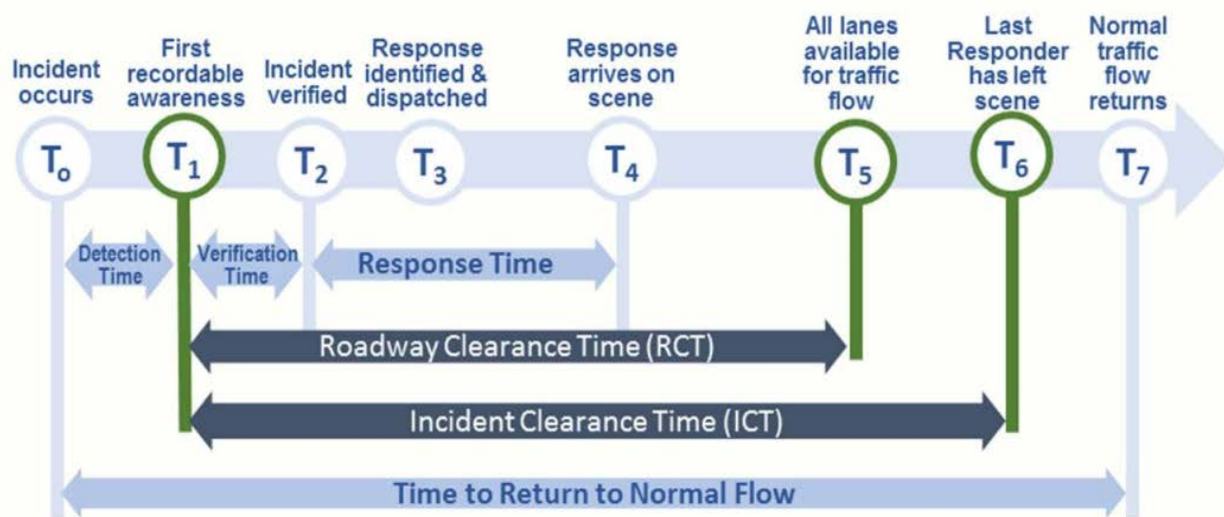 Incident
occurs
First
recordable
awareness
Incident
verified
Response
identified &
dispatched
Response
arrives on
scene
All lanes
available
for traffic
flow
Last
Responder
has left
scene
Normal
traffic
flow
returns
To
T1
T2
T3
T4
T5
T6
T7
Detection
Time
Verification
Time
Response Time
Roadway Clearance Time (RCT)
Incident Clearance Time (ICT)
Time to Return to Normal Flow